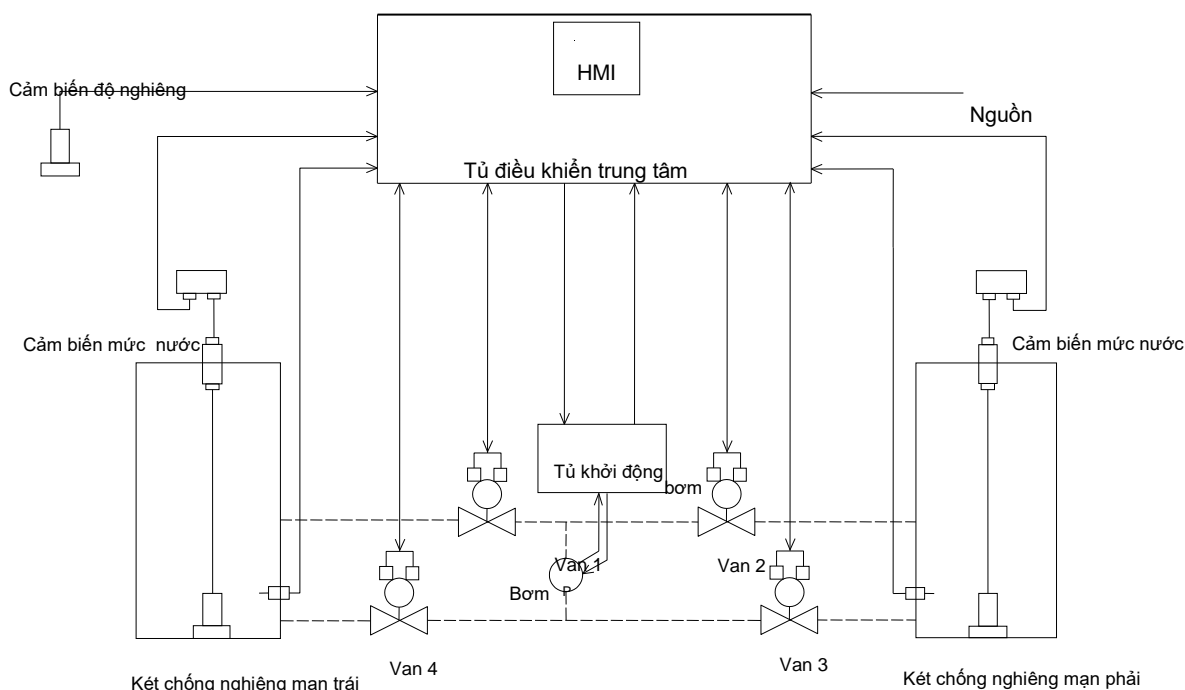 HMI
Cảm biến độ nghiêng
Nguồn
Tủ điều khiển trung tâm
Cảm biến mức nước
Cảm biến mức nước
Tủ khởi động
bơm
Van 1
Van 2
Bơm
P
Van 4
Van 3
Két chống nghiêng mạn trái
Két chống nghiêng mạn phải